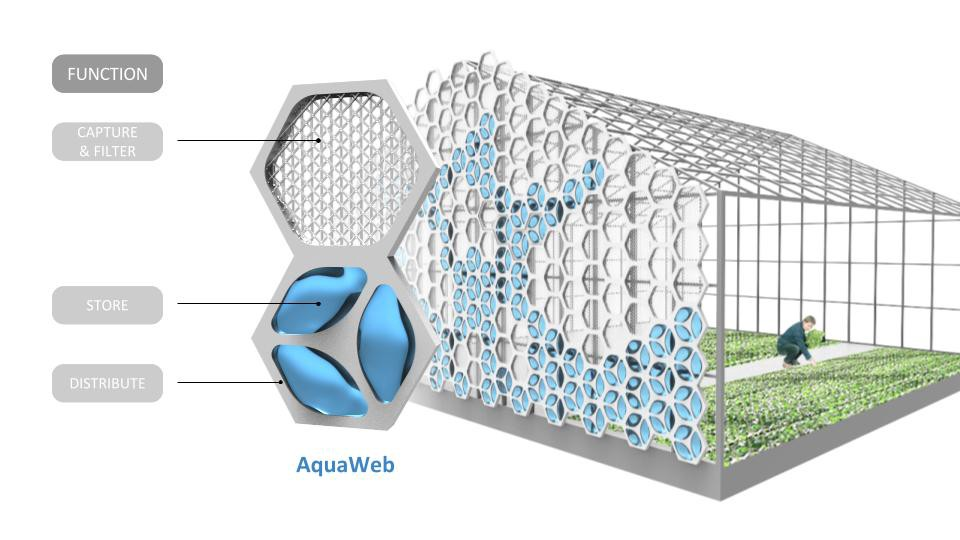 FUNCTION
CAPTURE
& FILTER
STORE
DISTRIBUTE
AquaWeb